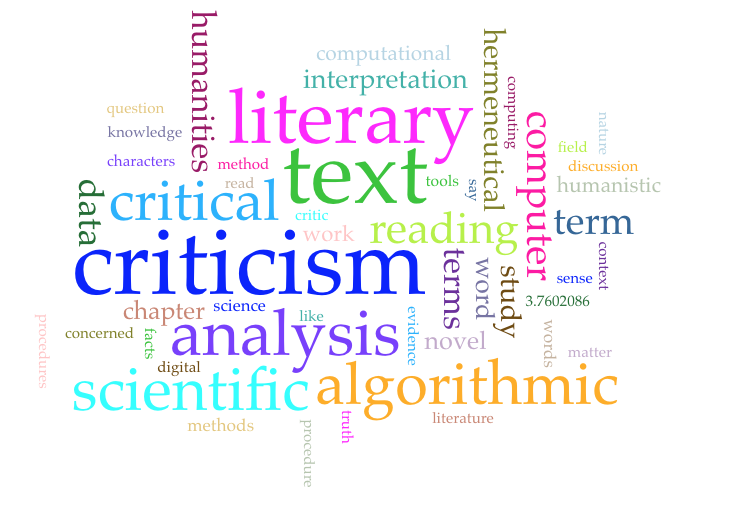 humanities
computational
hermeneutical
interpretation
computing
literary
question
knowledge
computer
nature
characters
method
text
field
discussion
read
tools
say
humanistic
data
critical
critic
reading
term
work
criticism
terms
word
study
context
sense
chapter
science
3.7602086
like
evidence
procedures
concerned
facts
analysis
novel
words
matter
digital
scientific
algorithmic
methods
procedure
truth
literature